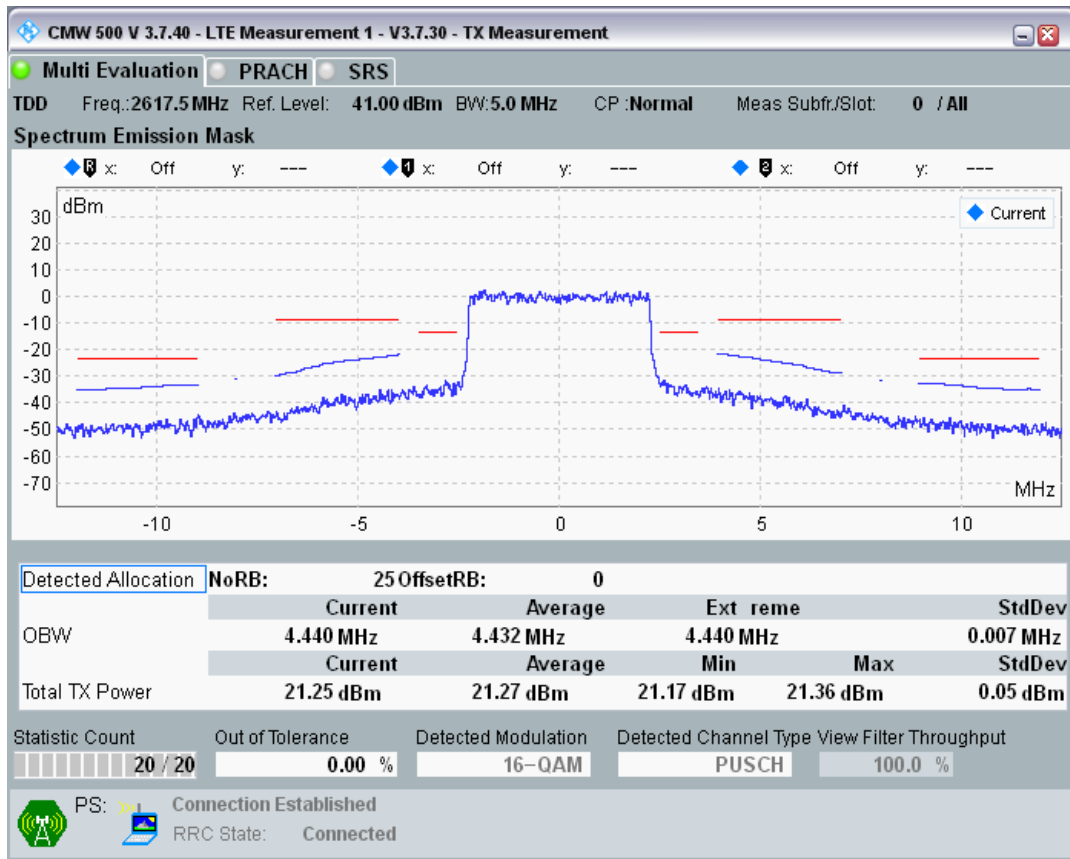 CMW 500 V 3.7.40 - LTE Measurement 1 - V3.7.30 - TX Measurement
Multi Evaluation PRACH SRS
TDD Freq.:2617.5 MHz Ref. Level: 41.00 dBm BW:5.0 MHz CP :Normal Meas Subfr./Slot: 0 / All
Spectrum Emission Mask
R x: Off y: --- 1 x: Off y: --- 2 x: Off y: ---
dBm
Current
30
20
10
0
-10
-20
-30
-40
-50
-60
-70
MHz
-10 -5 0 5 10
Detected Allocation NoRB: 25 OffsetRB: 0
Current Average Ext reme StdDev
OBW 4.440 MHz 4.432 MHz 4.440 MHz 0.007 MHz
Current Average Min Max StdDev
Total TX Power 21.25 dBm 21.27 dBm 21.17 dBm 21.36 dBm 0.05 dBm
Statistic Count Out of Tolerance Detected Modulation Detected Channel Type View Filter Throughput
20 / 20 0.00 % 16-QAM PUSCH 100.0 %
PS: Connection Established
RRC State: Connected